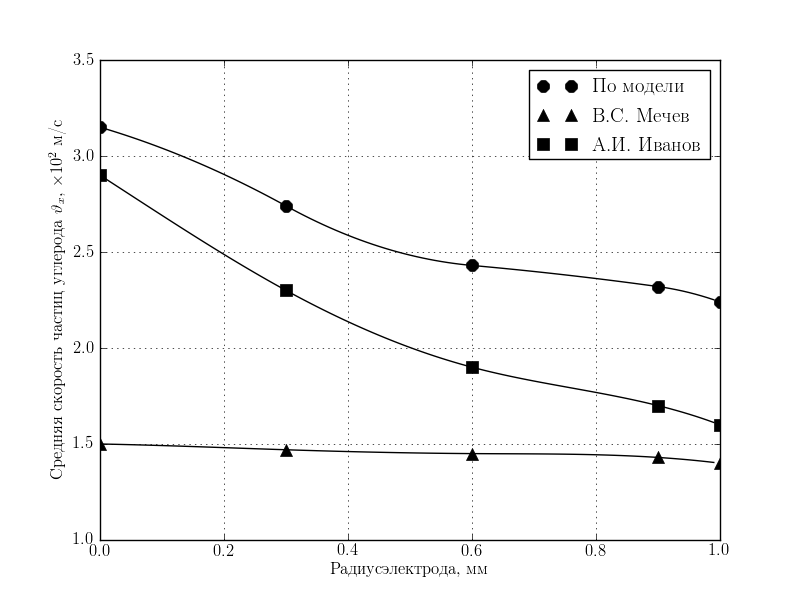 3.5
3.0
2.5
2.0
1.5
1.0
0.0 0.2 0.4 0.6 0.8 1.0
Радиусэлектрода, мм
Средняя скорость частиц углерода ϑₓ, ×10² м/с
По модели
В.С. Мечев
А.И. Иванов